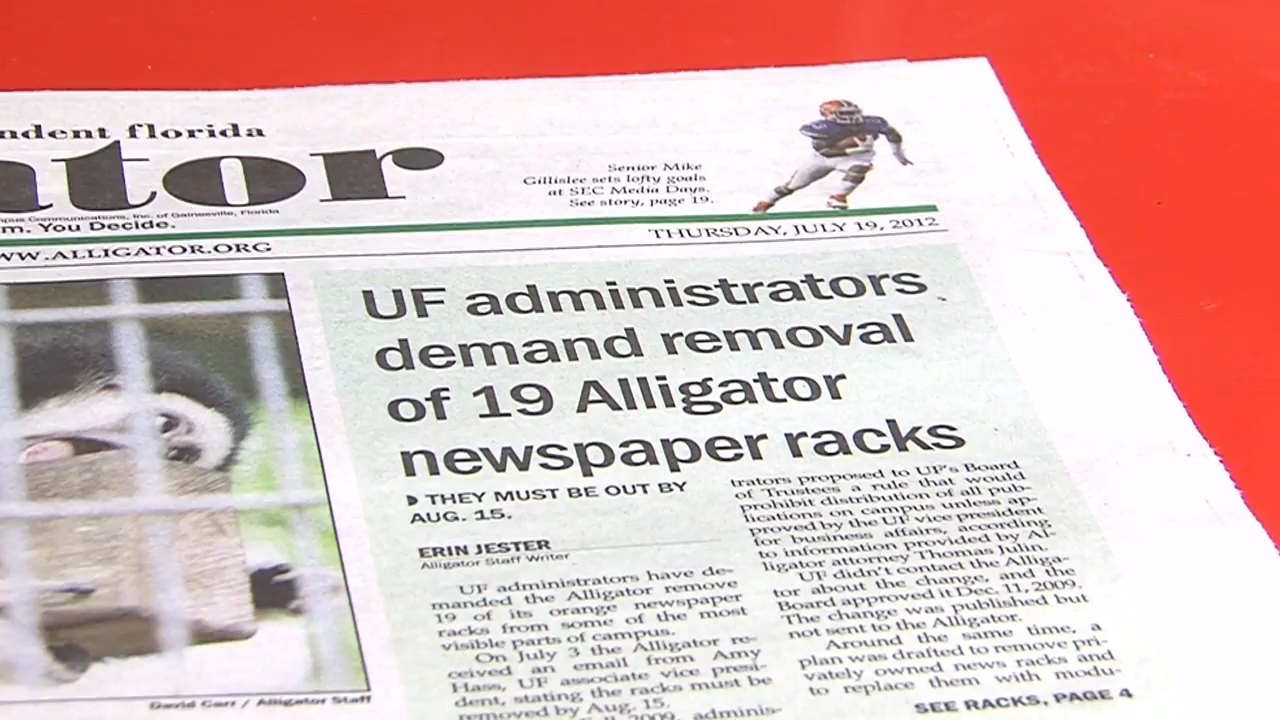 ndent florida
ator
pus Communications, Inc. of Gainesville, Florida
m. You Decide.
Senior Mike
Gillislee sets lofty goals
at SEC Media Days.
See story, page 19.
WW.ALLIGATOR.ORG
THURSDAY, JULY 19, 2012
UF administrators
demand removal
of 19 Alligator
newspaper racks
THEY MUST BE OUT BY
AUG. 15.
ERIN JESTER
Alligator Staff Writer
UF administrators have de-
manded the Alligator remove
19 of its orange newspaper
racks from some of the most
visible parts of campus.
On July 3 the Alligator re-
ceived an email from Amy
Hass, UF associate vice presi-
dent, stating the racks must be
removed by Aug. 15.
2009, adminis-
trators proposed to UF's Board
of Trustees a rule that would
prohibit distribution of all pub-
lications on campus unless ap-
proved by the UF vice president
for business affairs, according
to information provided by Al-
ligator attorney Thomas Julin.
UF didn't contact the Alliga-
tor about the change, and the
Board approved it Dec. 11, 2009.
The change was published but
not sent to the Alligator.
Around the same time, a
plan was drafted to remove pri-
vately owned news racks and
to replace them with modu-
SEE RACKS, PAGE 4
David Carr / Alligator Staff